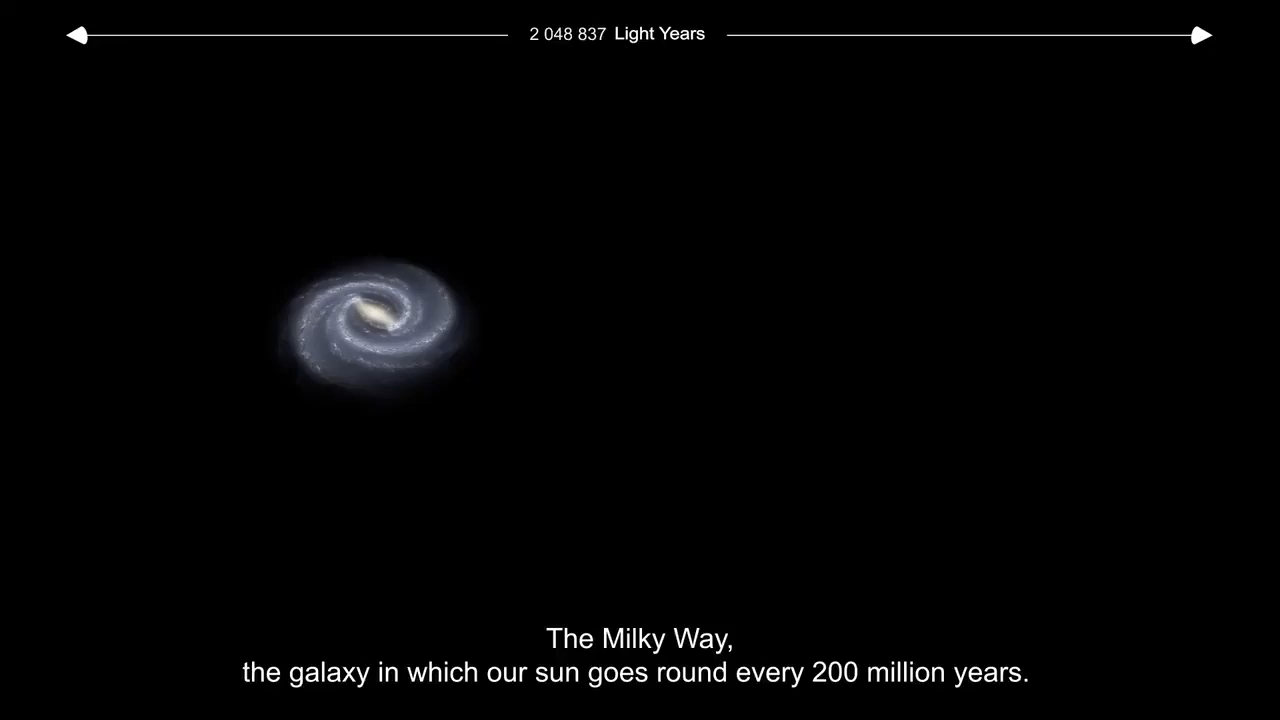 2 048 837 Light Years
The Milky Way,
the galaxy in which our sun goes round every 200 million years.